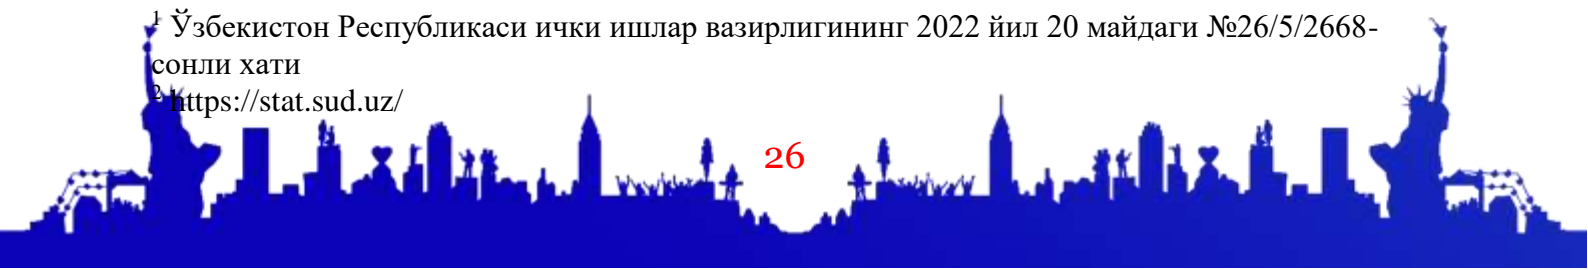 ¹ Ўзбекистон Республикаси ички ишлар вазирлигининг 2022 йил 20 майдаги №26/5/2668-
сонли хати
² https://stat.sud.uz/
26